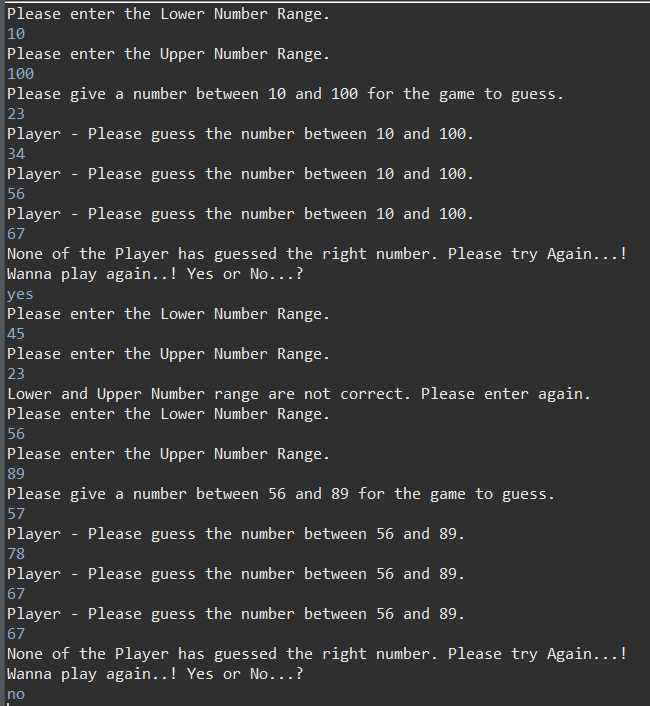 Please enter the Lower Number Range.
10
Please enter the Upper Number Range.
100
Please give a number between 10 and 100 for the game to guess.
23
Player - Please guess the number between 10 and 100.
34
Player - Please guess the number between 10 and 100.
56
Player - Please guess the number between 10 and 100.
67
None of the Player has guessed the right number. Please try Again...!
Wanna play again..! Yes or No...?
yes
Please enter the Lower Number Range.
45
Please enter the Upper Number Range.
23
Lower and Upper Number range are not correct. Please enter again.
Please enter the Lower Number Range.
56
Please enter the Upper Number Range.
89
Please give a number between 56 and 89 for the game to guess.
57
Player - Please guess the number between 56 and 89.
78
Player - Please guess the number between 56 and 89.
67
Player - Please guess the number between 56 and 89.
67
None of the Player has guessed the right number. Please try Again...!
Wanna play again..! Yes or No...?
no